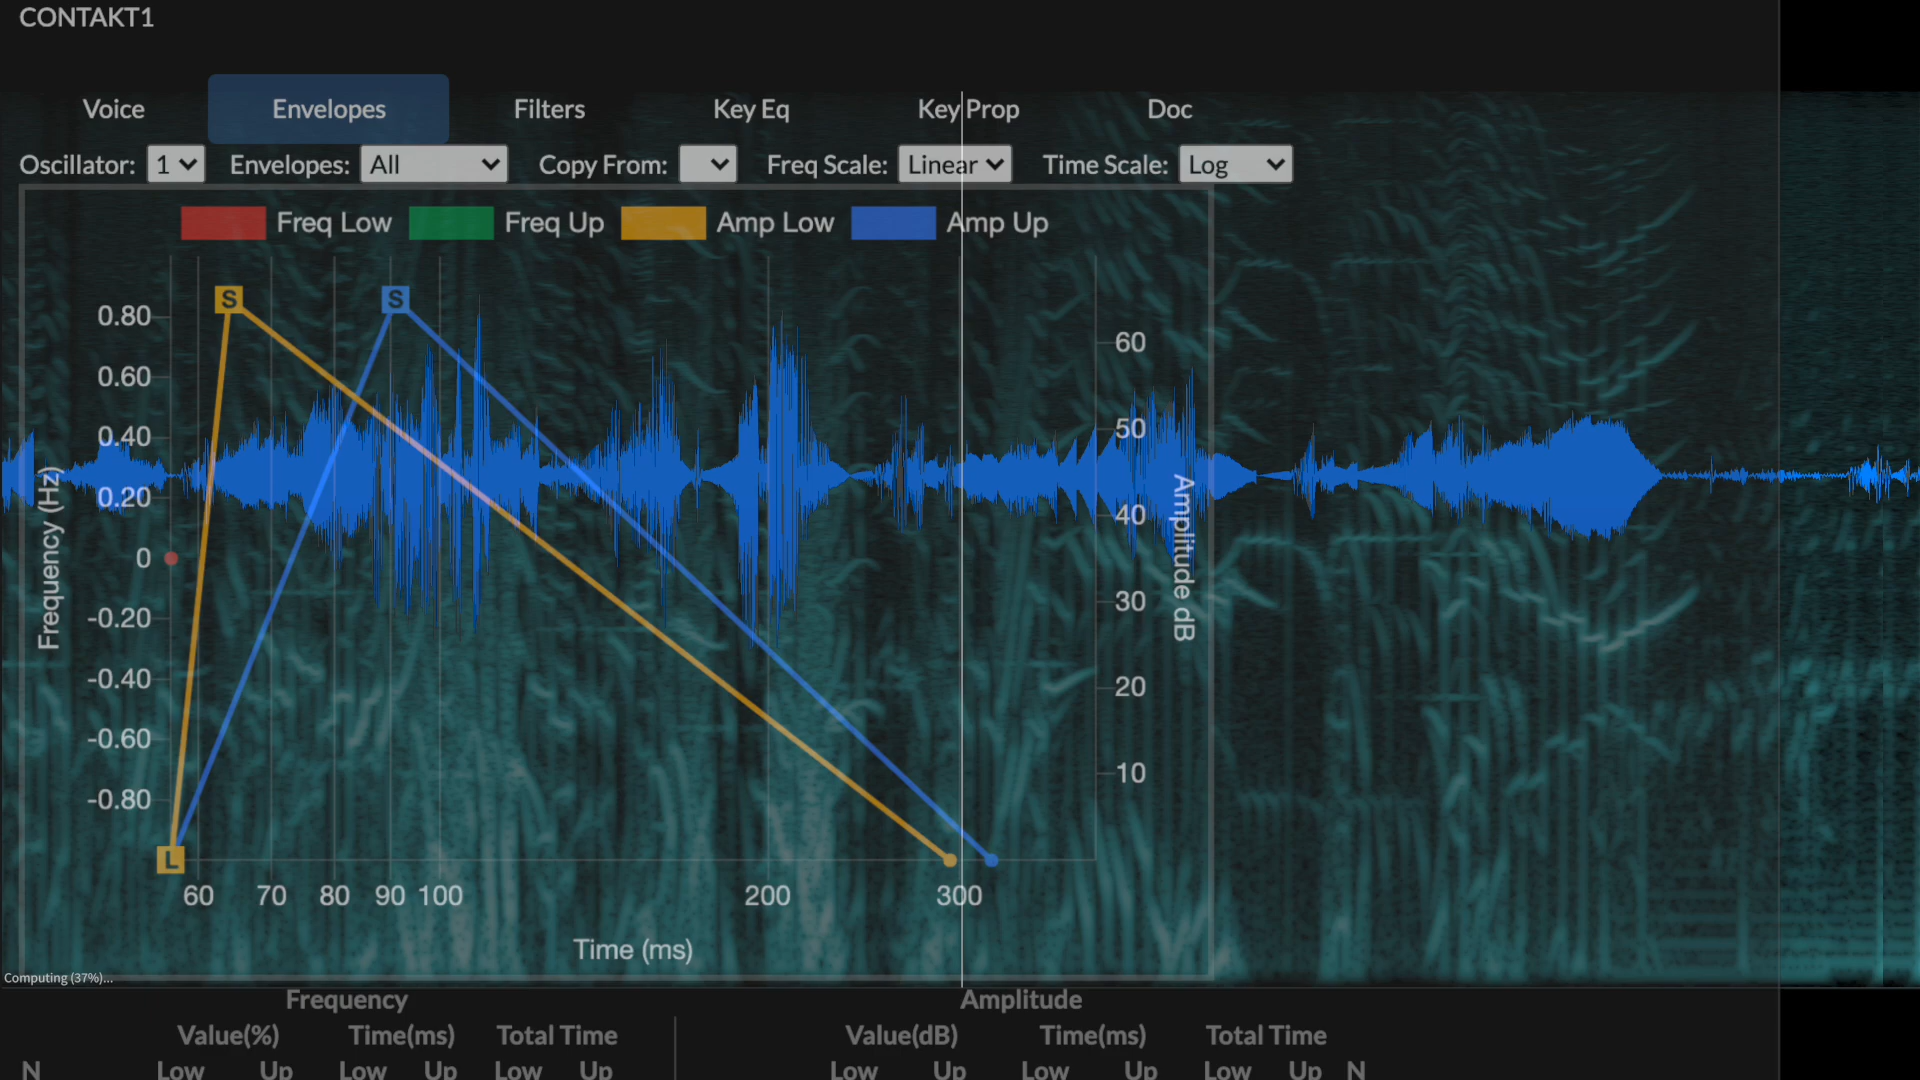 CONTAKT1
Voice Envelopes Filters Key Eq Key Prop Doc
Oscillator: 1 Envelopes: All Copy From: Freq Scale: Linear Time Scale: Log
Freq Low Freq Up Amp Low Amp Up
S S
0.80
0.60
0.40
0.20
0
-0.20
-0.40
-0.60
-0.80
Frequency (Hz)
60
50
40
30
20
10
Amplitude dB
L
60 70 80 90 100 200 300
Time (ms)
Computing (37%)...
Frequency Amplitude
Value(%) Time(ms) Total Time Value(dB) Time(ms) Total Time
N Low Up Low Up Low Up Low Up Low Up Low Up N